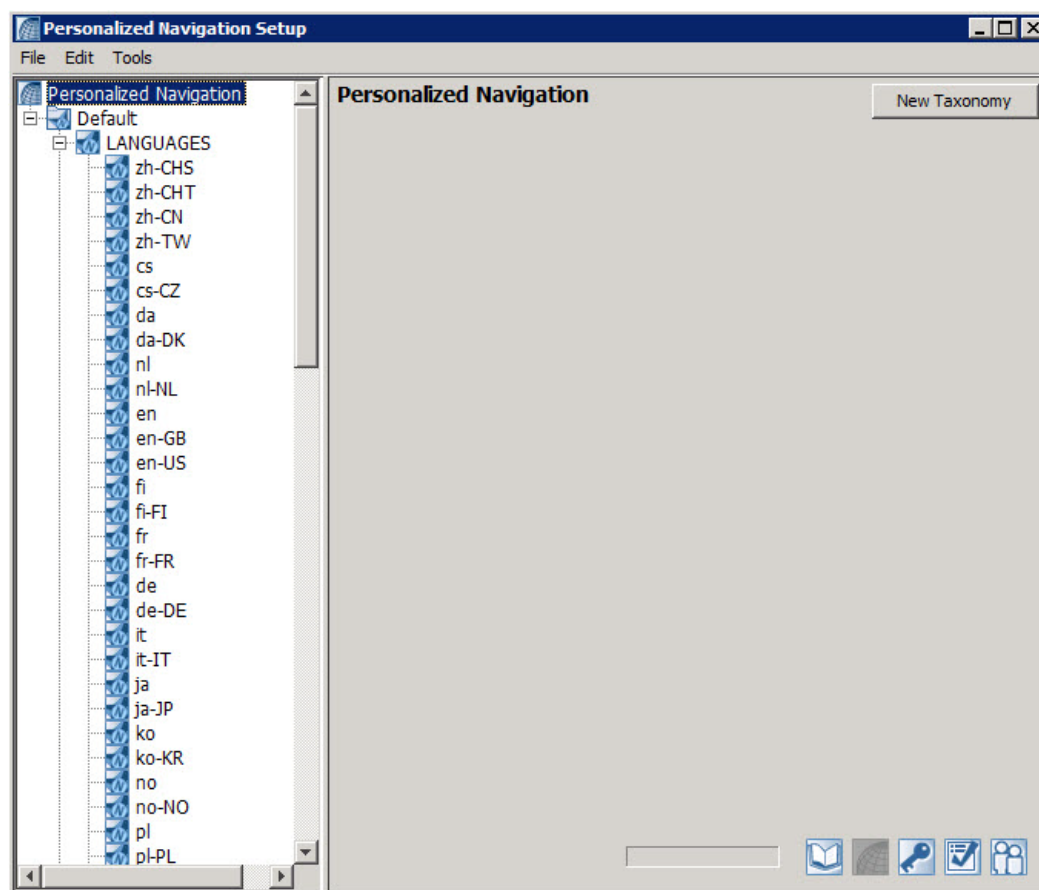 Personalized Navigation Setup
File Edit Tools
Personalized Navigation
Default
LANGUAGES
zh-CHS
zh-CHT
zh-CN
zh-TW
cs
cs-CZ
da
da-DK
nl
nl-NL
en
en-GB
en-US
fi
fi-FI
fr
fr-FR
de
de-DE
it
it-IT
ja
ja-JP
ko
ko-KR
no
no-NO
pl
pl-PL
Personalized Navigation
New Taxonomy